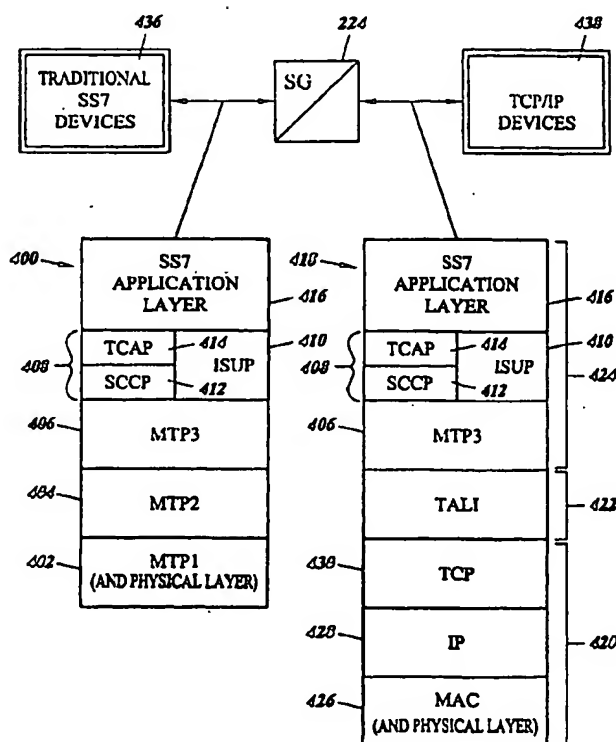 436
224
438
TRADITIONAL
SS7
DEVICES
SG
TCP/IP
DEVICES
400
SS7
APPLICATION
LAYER
416
408
TCAP
414
SCCP
412
ISUP
410
406
MTP3
404
MTP2
402
MTP1
(AND PHYSICAL LAYER)
418
SS7
APPLICATION
LAYER
416
408
TCAP
414
SCCP
412
ISUP
410
424
406
MTP3
TALI
422
430
TCP
428
IP
420
426
MAC
(AND PHYSICAL LAYER)